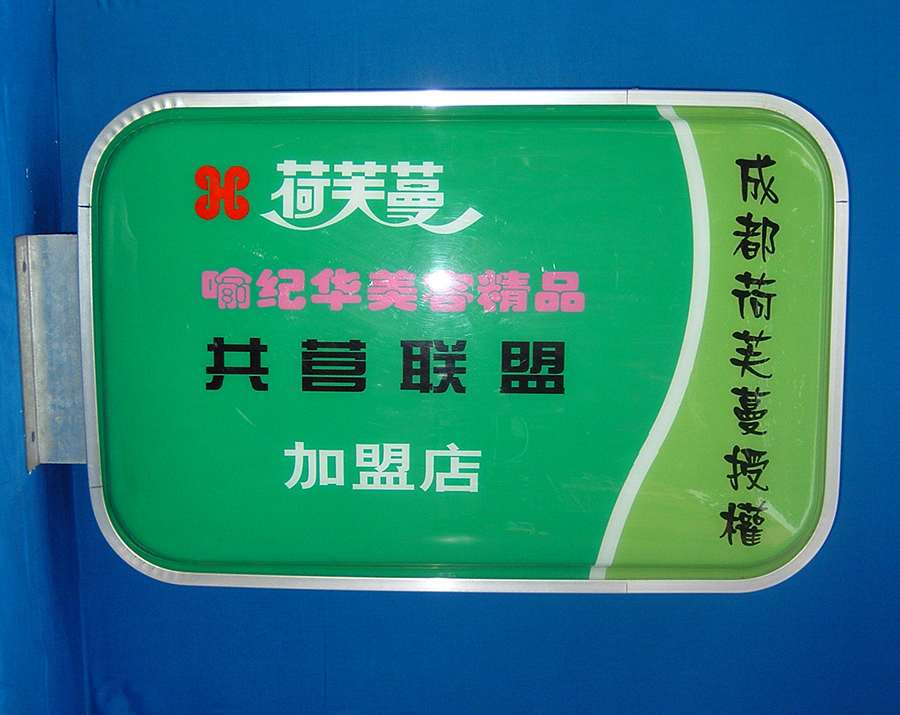 荷芙蔓
喻纪华美容精品
共营联盟
加盟店
成都荷芙蔓授權